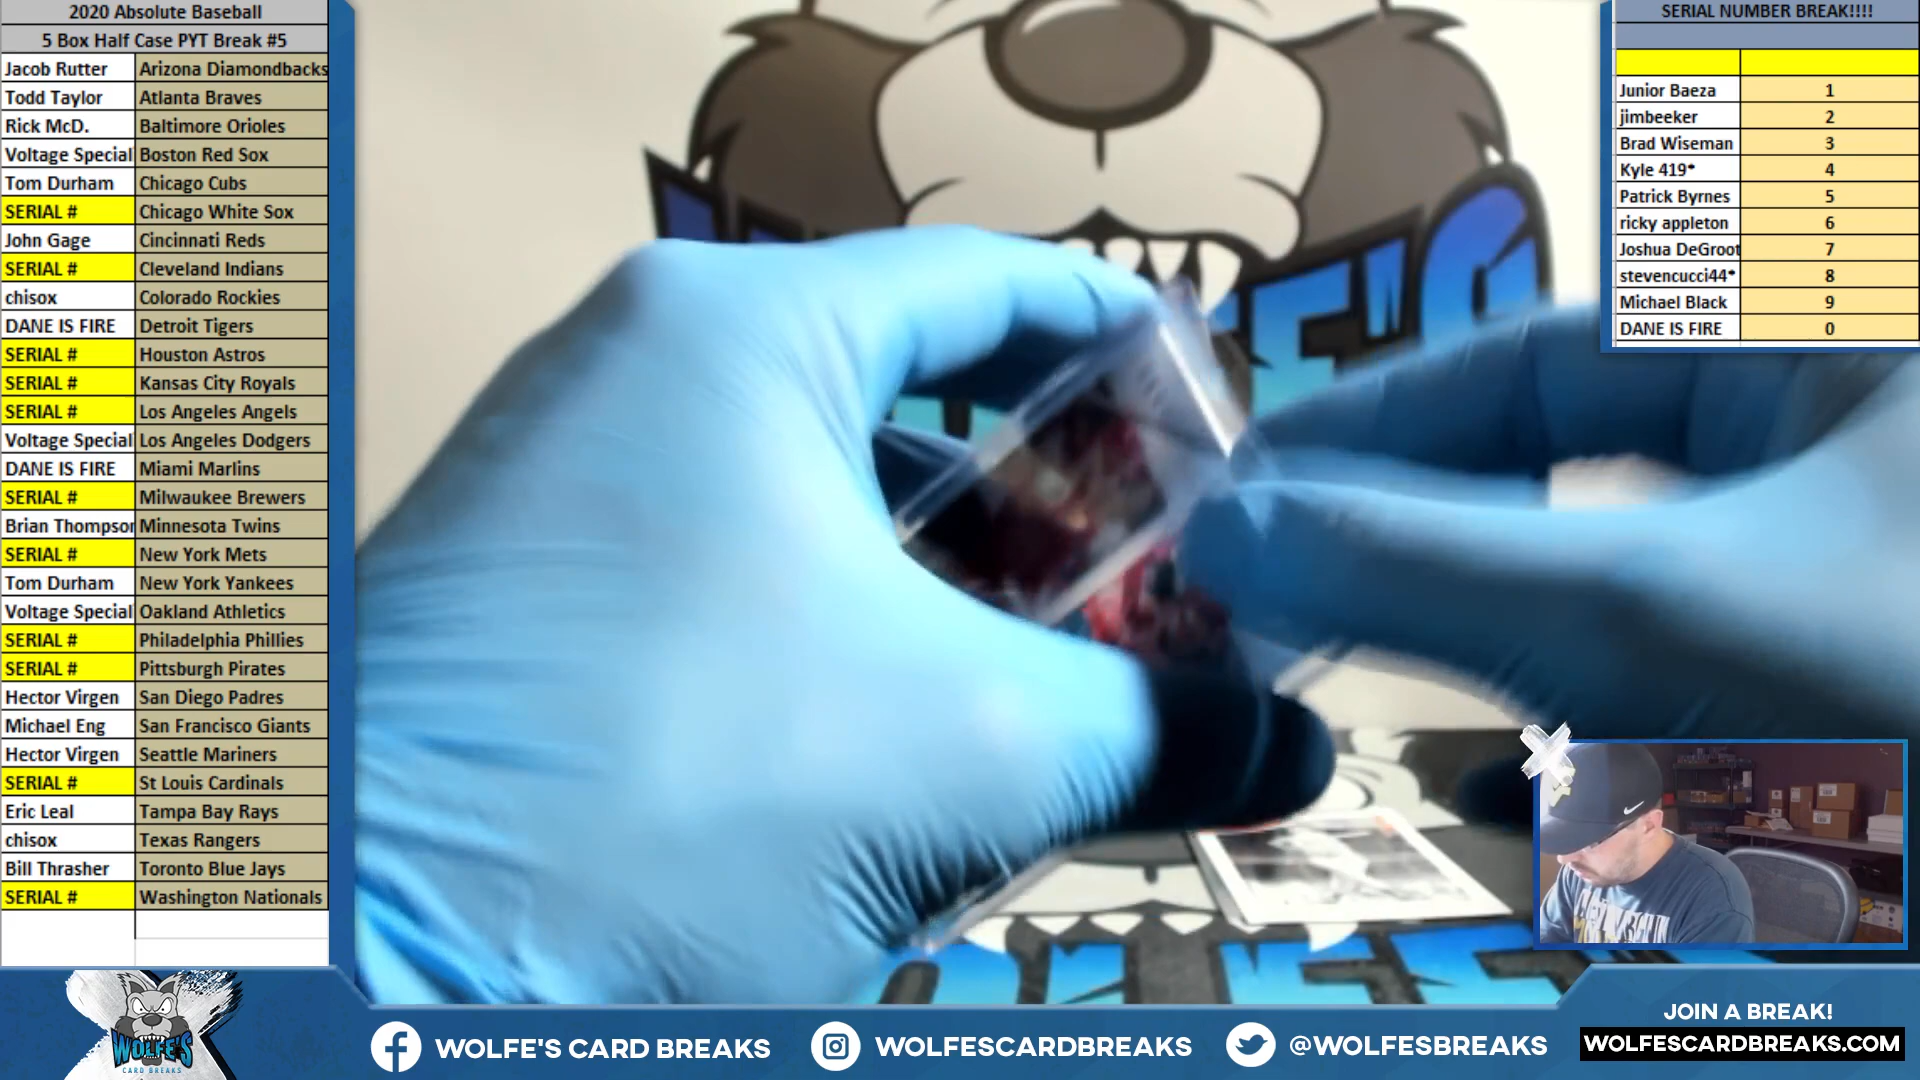 2020 Absolute Baseball
5 Box Half Case PYT Break #5
Jacob Rutter Arizona Diamondbacks
Todd Taylor Atlanta Braves
Rick McD. Baltimore Orioles
Voltage Special Boston Red Sox
Tom Durham Chicago Cubs
SERIAL # Chicago White Sox
John Gage Cincinnati Reds
SERIAL # Cleveland Indians
chisox Colorado Rockies
DANE IS FIRE Detroit Tigers
SERIAL # Houston Astros
SERIAL # Kansas City Royals
SERIAL # Los Angeles Angels
Voltage Special Los Angeles Dodgers
DANE IS FIRE Miami Marlins
SERIAL # Milwaukee Brewers
Brian Thompson Minnesota Twins
SERIAL # New York Mets
Tom Durham New York Yankees
Voltage Special Oakland Athletics
SERIAL # Philadelphia Phillies
SERIAL # Pittsburgh Pirates
Hector Virgen San Diego Padres
Michael Eng San Francisco Giants
Hector Virgen Seattle Mariners
SERIAL # St Louis Cardinals
Eric Leal Tampa Bay Rays
chisox Texas Rangers
Bill Thrasher Toronto Blue Jays
SERIAL # Washington Nationals
SERIAL NUMBER BREAK!!!!
Junior Baeza 1
jimbeeker 2
Brad Wiseman 3
Kyle 419* 4
Patrick Byrnes 5
ricky appleton 6
Joshua DeGroot 7
stevencucci44* 8
Michael Black 9
DANE IS FIRE 0
WOLFE'S
CARD BREAKS
WOLFE'S CARD BREAKS
WOLFESCARDBREAKS
@WOLFESBREAKS
JOIN A BREAK!
WOLFESCARDBREAKS.COM